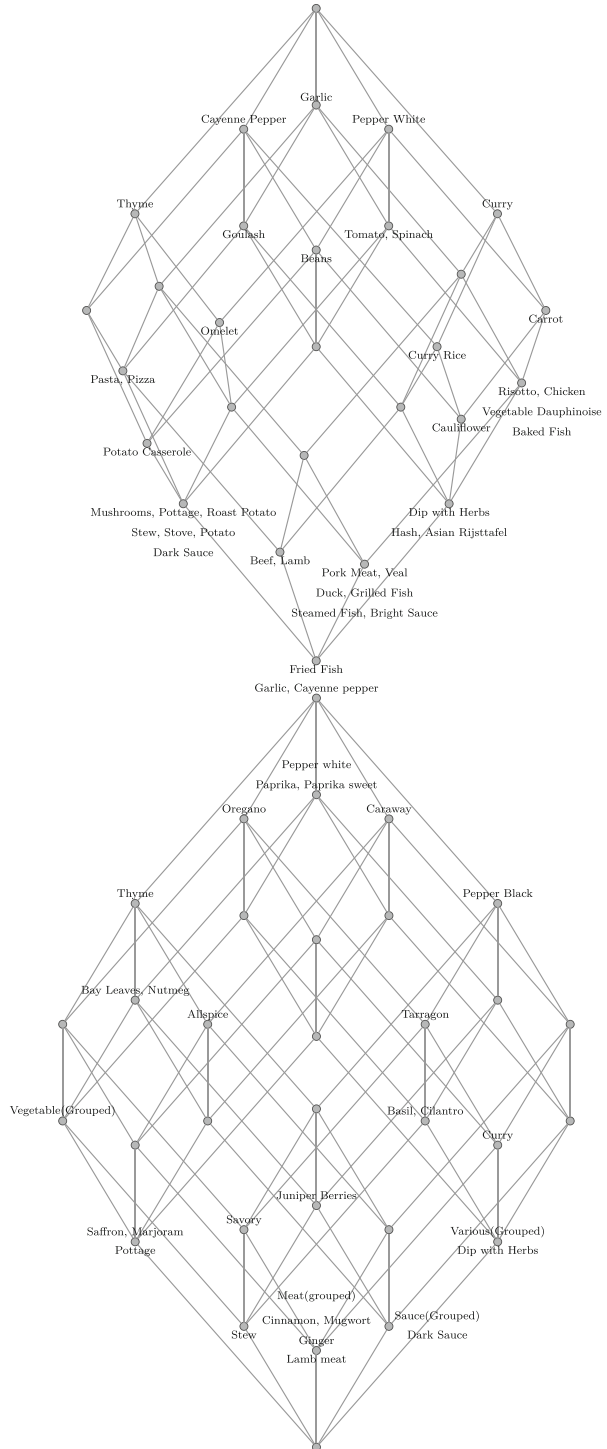 Garlic
Cayenne Pepper
Pepper White
Thyme
Curry
Goulash
Tomato, Spinach
Beans
Carrot
Omelet
Curry Rice
Pasta, Pizza
Risotto, Chicken
Vegetable Dauphinoise
Baked Fish
Cauliflower
Potato Casserole
Mushrooms, Pottage, Roast Potato
Stew, Stove, Potato
Dark Sauce
Dip with Herbs
Hash, Asian Rijsttafel
Beef, Lamb
Pork Meat, Veal
Duck, Grilled Fish
Steamed Fish, Bright Sauce
Fried Fish
Garlic, Cayenne pepper
Pepper white
Paprika, Paprika sweet
Oregano
Caraway
Thyme
Pepper Black
Bay Leaves, Nutmeg
Allspice
Tarragon
Vegetable(Grouped)
Basil, Cilantro
Curry
Juniper Berries
Savory
Saffron, Marjoram
Pottage
Various(Grouped)
Dip with Herbs
Meat(grouped)
Cinnamon, Mugwort
Ginger
Lamb meat
Stew
Sauce(Grouped)
Dark Sauce